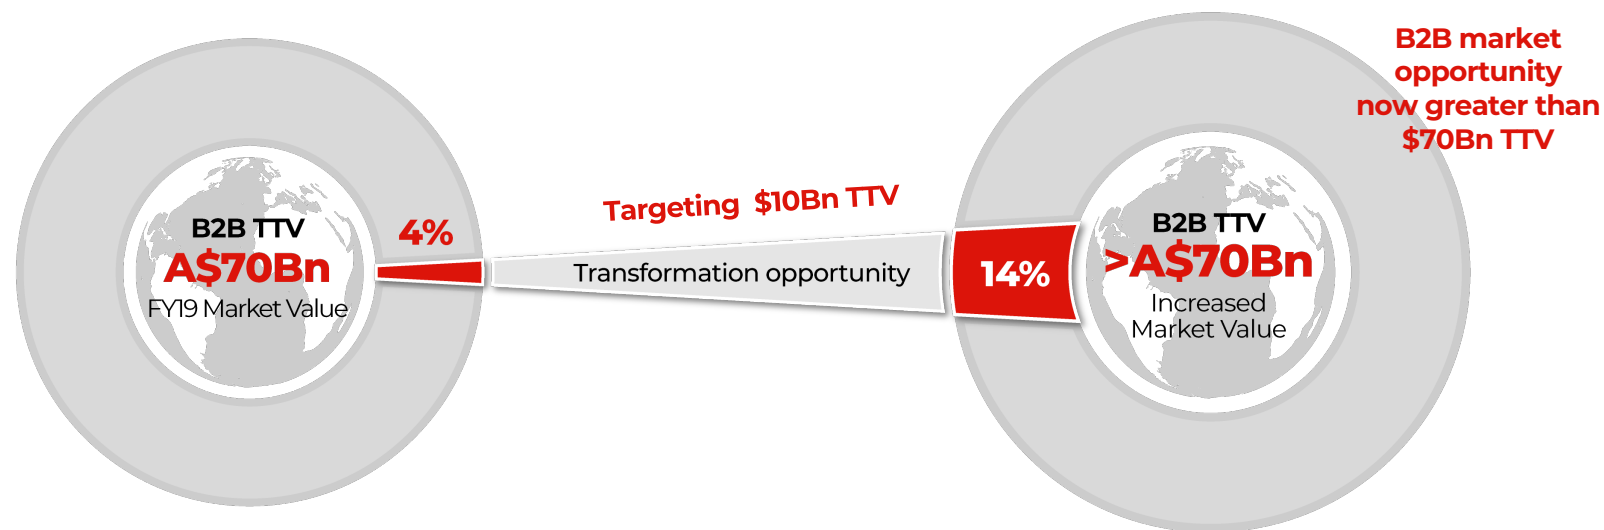 B2B TTV
A$70Bn
FY19 Market Value
4%
Targeting $10Bn TTV
Transformation opportunity
14%
B2B TTV
>A$70Bn
Increased
Market Value
B2B market
opportunity
now greater than
$70Bn TTV